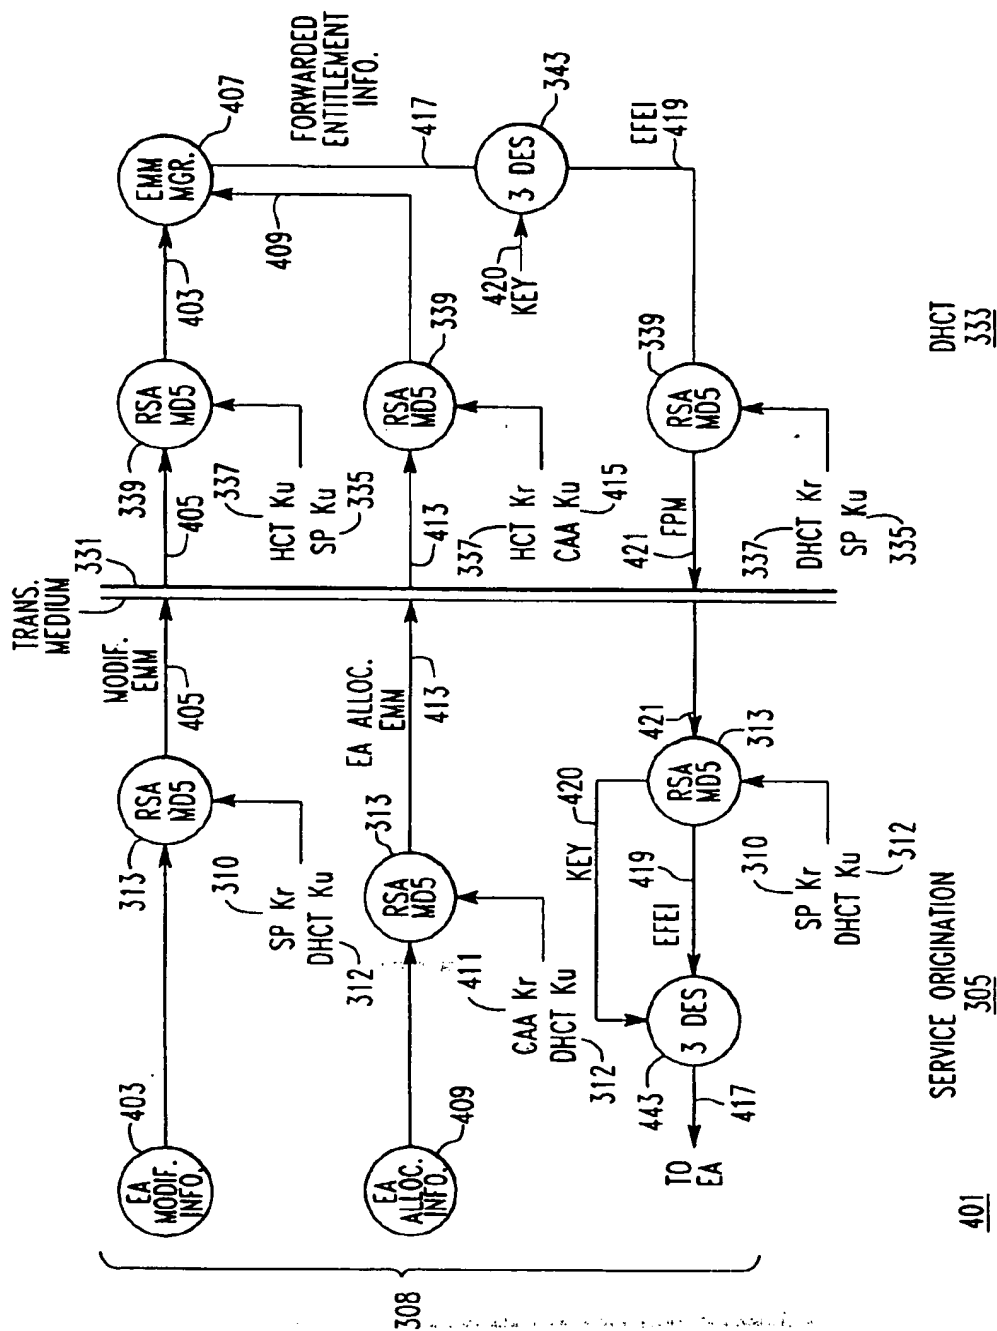 308
EA
MODIF.
INFO.
403
313
RSA
MD5
310
SP Kr
DHCT Ku
312
MODIF.
EMM
405
TRANS.
MEDIUM
331
405
339
RSA
MD5
337
HCT Ku
SP Ku
335
403
EMM
MGR.
407
EA
ALLOC.
INFO.
409
313
RSA
MD5
411
CAA Kr
DHCT Ku
312
EA ALLOC.
EMM
413
413
RSA
MD5
339
337
HCT Kr
CAA Ku
415
409
FORWARDED
ENTITLEMENT
INFO.
417
3 DES
343
420
KEY
EFEI
419
TO
EA
417
443
3 DES
KEY
420
EFEI
419
RSA
MD5
313
421
310
SP Kr
DHCT Ku
312
421 FPM
RSA
MD5
339
337
DHCT Kr
SP Ku
335
401
SERVICE ORIGINATION
305
DHCT
333